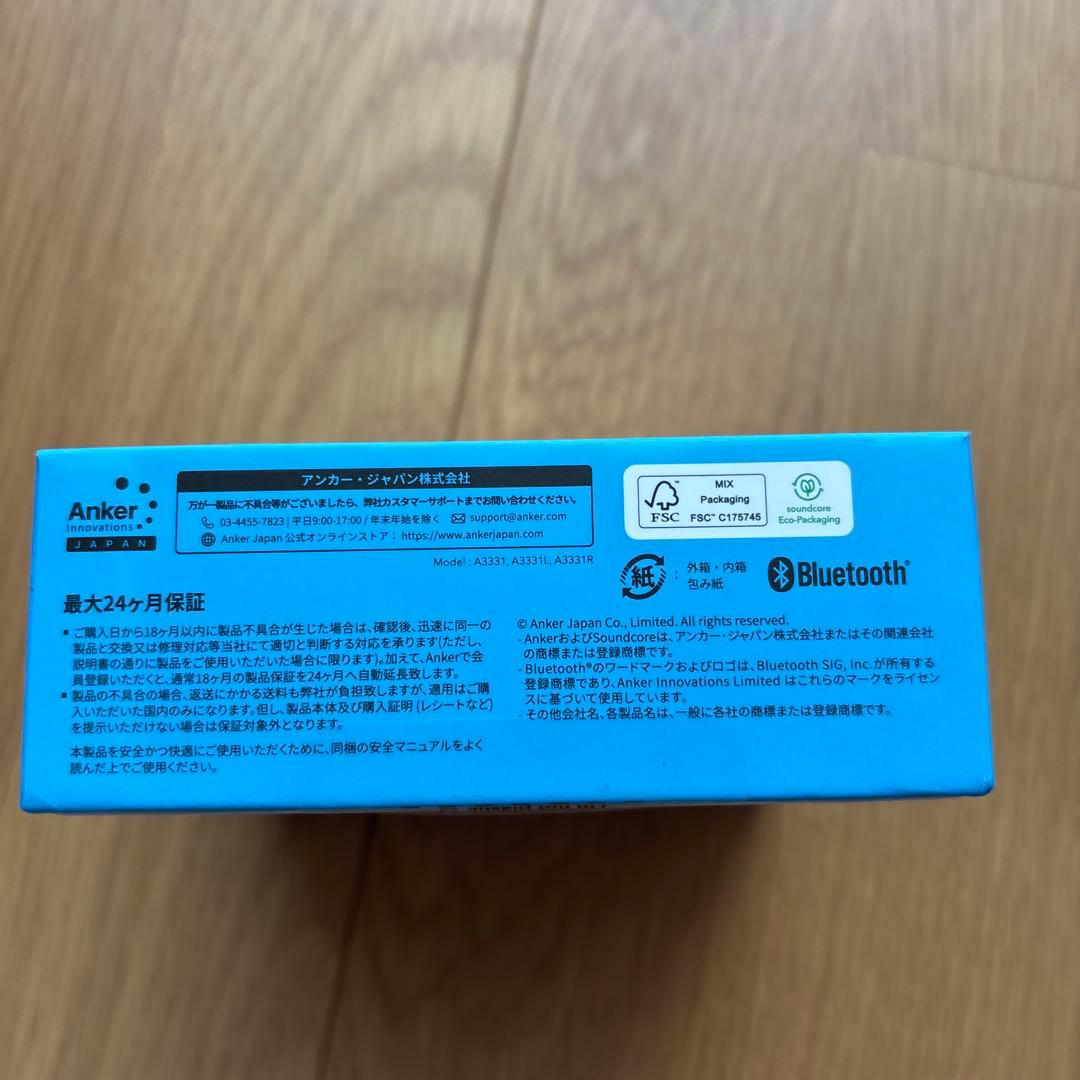 Anker
Innovations
JAPAN
アンカー・ジャパン株式会社
万が一製品に不具合等がございましたら、弊社カスタマーサポートまでお問い合わせください。
03-4455-7823 | 平日9:00-17:00 / 年末年始を除く support@anker.com
Anker Japan 公式オンラインストア： https://www.ankerjapan.com
Model : A3331, A3331L, A3331R
FSC™
MIX
Packaging
FSC™ C175745
soundcore
Eco-Packaging
紙 : 外箱・内箱
包み紙
Bluetooth®
最大24ヶ月保証
▪ ご購入日から18ヶ月以内に製品不具合が生じた場合は、確認後、迅速に同一の
製品と交換又は修理対応等当社にて適切と判断する対応を承ります(ただし、
説明書の通りに製品をご使用いただいた場合に限ります)。加えて、Ankerで会
員登録いただくと、通常18ヶ月の製品保証を24ヶ月へ自動延長致します。
▪ 製品の不具合の場合、返送にかかる送料も弊社が負担致しますが、適用はご購
入いただいた国内のみになります。但し、製品本体及び購入証明 (レシートなど)
を提示いただけない場合は保証対象外となります。
本製品を安全かつ快適にご使用いただくために、同梱の安全マニュアルをよく
読んだ上でご使用ください。
© Anker Japan Co., Limited. All rights reserved.
- AnkerおよびSoundcoreは、アンカー・ジャパン株式会社またはその関連会社
の商標または登録商標です。
- Bluetooth®のワードマークおよびロゴは、Bluetooth SIG, Inc.が所有する
登録商標であり、Anker Innovations Limited はこれらのマークをライセン
スに基づいて使用しています。
- その他会社名、各製品名は、一般に各社の商標または登録商標です。